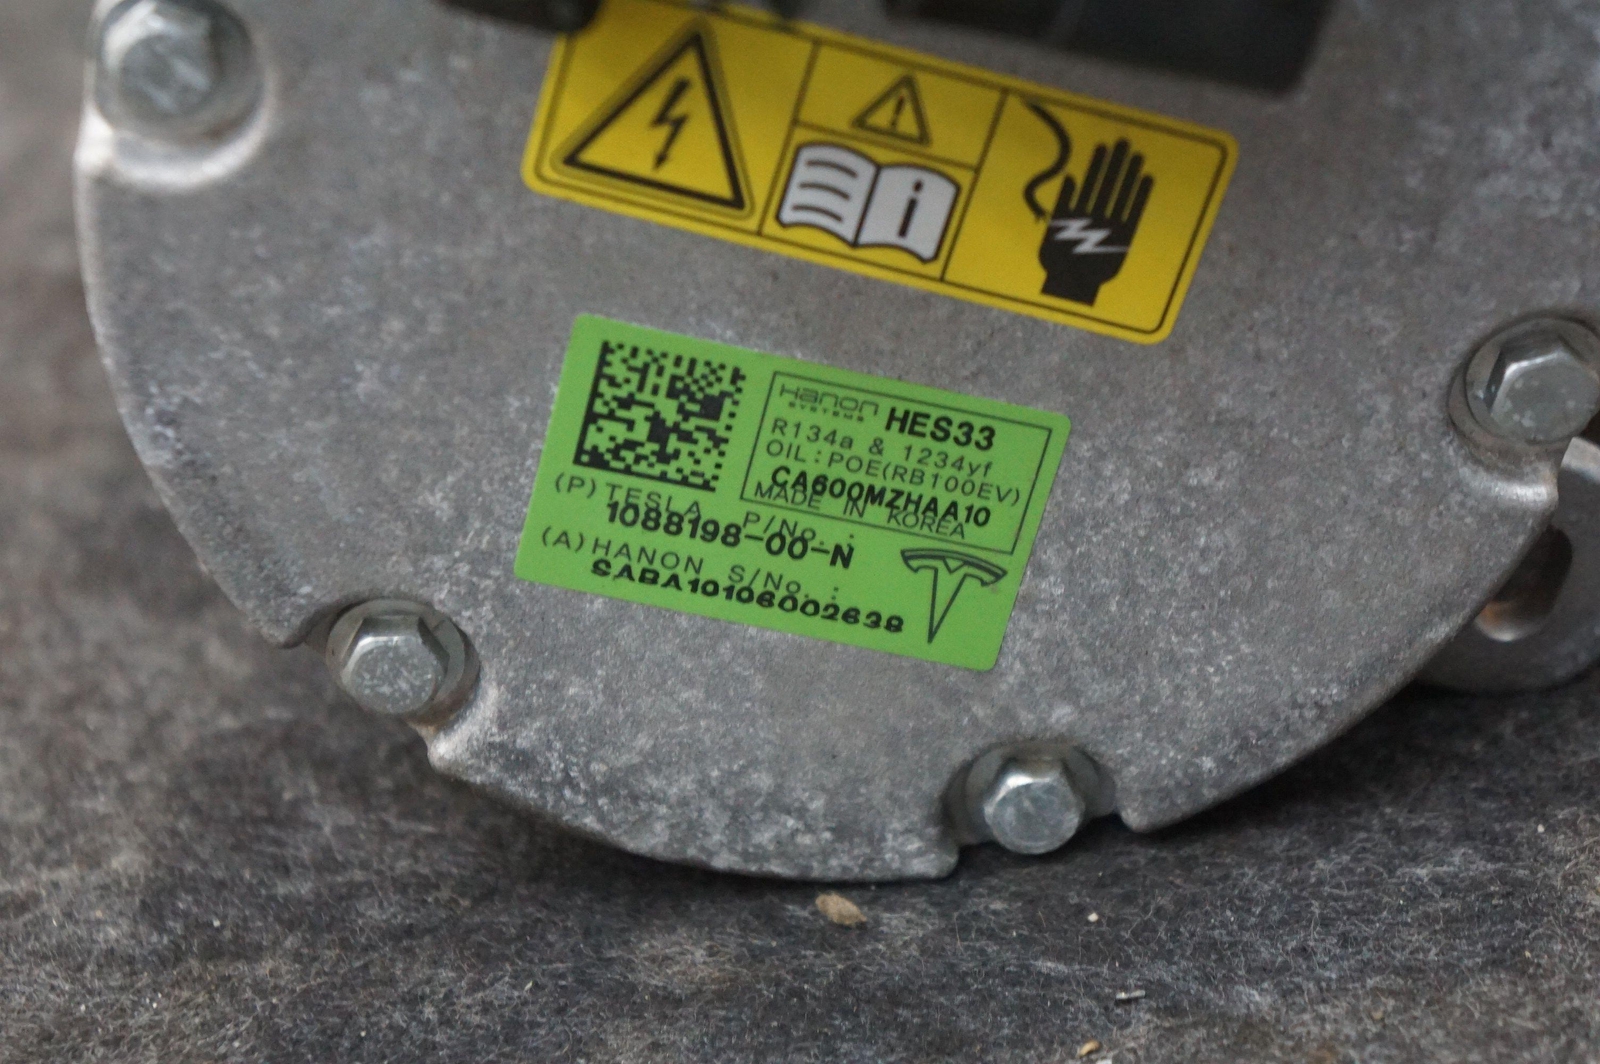 Hanon
SYSTEMS
HES33
R134a & 1234yf
OIL:POE(RB100EV)
CA600MZHAA10
MADE IN KOREA
(P)TESLA P/No. :
1088198-00-N
(A)HANON S/No. :
SABA10106002638